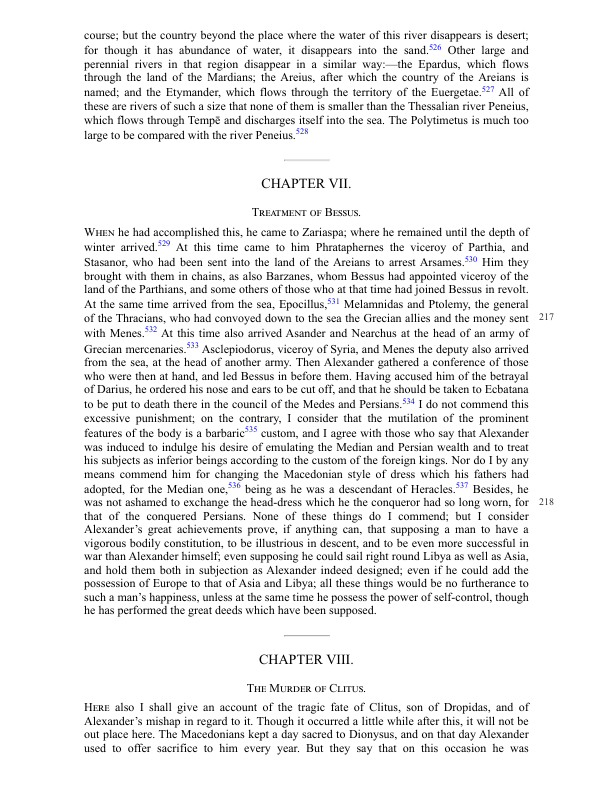 course; but the country beyond the place where the water of this river disappears is desert;
for though it has abundance of water, it disappears into the sand.526 Other large and
perennial rivers in that region disappear in a similar way:—the Epardus, which flows
through the land of the Mardians; the Areius, after which the country of the Areians is
named; and the Etymander, which flows through the territory of the Euergetae.527 All of
these are rivers of such a size that none of them is smaller than the Thessalian river Peneius,
which flows through Tempē and discharges itself into the sea. The Polytimetus is much too
large to be compared with the river Peneius.528
CHAPTER VII.
Treatment of Bessus.
When he had accomplished this, he came to Zariaspa; where he remained until the depth of
winter arrived.529 At this time came to him Phrataphernes the viceroy of Parthia, and
Stasanor, who had been sent into the land of the Areians to arrest Arsames.530 Him they
brought with them in chains, as also Barzanes, whom Bessus had appointed viceroy of the
land of the Parthians, and some others of those who at that time had joined Bessus in revolt.
At the same time arrived from the sea, Epocillus,531 Melamnidas and Ptolemy, the general
of the Thracians, who had convoyed down to the sea the Grecian allies and the money sent 217
with Menes.532 At this time also arrived Asander and Nearchus at the head of an army of
Grecian mercenaries.533 Asclepiodorus, viceroy of Syria, and Menes the deputy also arrived
from the sea, at the head of another army. Then Alexander gathered a conference of those
who were then at hand, and led Bessus in before them. Having accused him of the betrayal
of Darius, he ordered his nose and ears to be cut off, and that he should be taken to Ecbatana
to be put to death there in the council of the Medes and Persians.534 I do not commend this
excessive punishment; on the contrary, I consider that the mutilation of the prominent
features of the body is a barbaric535 custom, and I agree with those who say that Alexander
was induced to indulge his desire of emulating the Median and Persian wealth and to treat
his subjects as inferior beings according to the custom of the foreign kings. Nor do I by any
means commend him for changing the Macedonian style of dress which his fathers had
adopted, for the Median one,536 being as he was a descendant of Heracles.537 Besides, he
was not ashamed to exchange the head-dress which he the conqueror had so long worn, for 218
that of the conquered Persians. None of these things do I commend; but I consider
Alexander's great achievements prove, if anything can, that supposing a man to have a
vigorous bodily constitution, to be illustrious in descent, and to be even more successful in
war than Alexander himself; even supposing he could sail right round Libya as well as Asia,
and hold them both in subjection as Alexander indeed designed; even if he could add the
possession of Europe to that of Asia and Libya; all these things would be no furtherance to
such a man's happiness, unless at the same time he possess the power of self-control, though
he has performed the great deeds which have been supposed.
CHAPTER VIII.
The Murder of Clitus.
Here also I shall give an account of the tragic fate of Clitus, son of Dropidas, and of
Alexander's mishap in regard to it. Though it occurred a little while after this, it will not be
out place here. The Macedonians kept a day sacred to Dionysus, and on that day Alexander
used to offer sacrifice to him every year. But they say that on this occasion he was